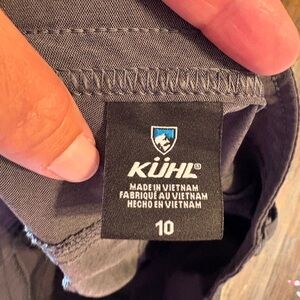 KÜHL®
MADE IN VIETNAM
FABRIQUÉ AU VIETNAM
HECHO EN VIETNAM
10